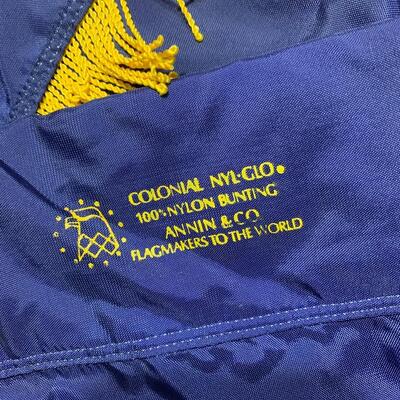 COLONIAL NYL-GLO®
100% NYLON BUNTING
ANNIN & CO.
FLAGMAKERS TO THE WORLD